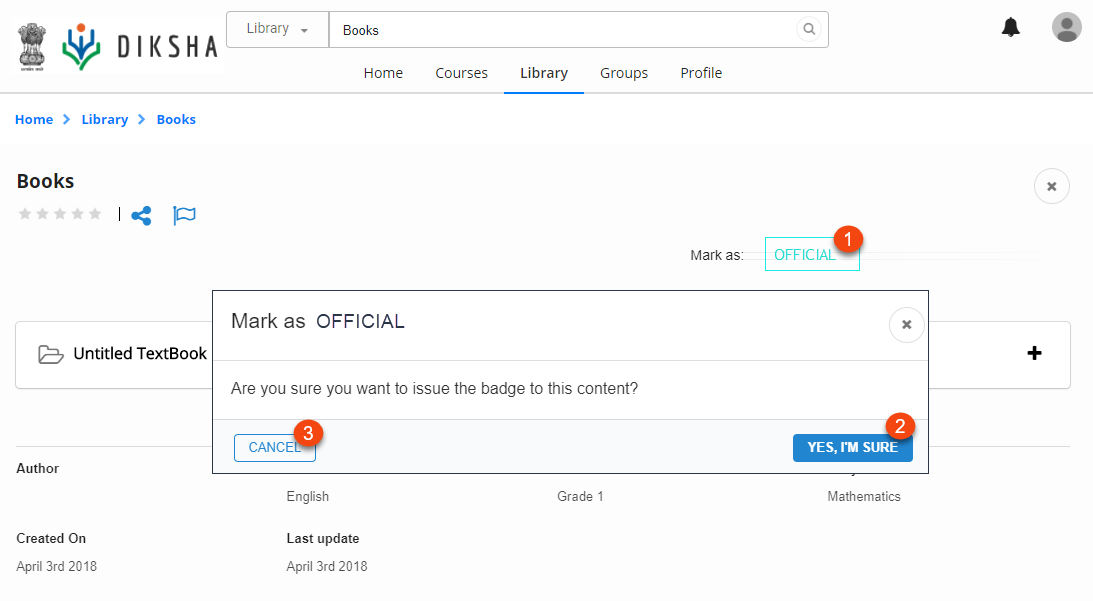 DIKSHA
Library
Books
Home Courses Library Groups Profile
Home Library Books
Books
Mark as: OFFICIAL 1
Mark as OFFICIAL
Untitled TextBook
Are you sure you want to issue the badge to this content?
CANCEL 3
YES, I'M SURE 2
Author
English Grade 1 Mathematics
Created On Last update
April 3rd 2018 April 3rd 2018